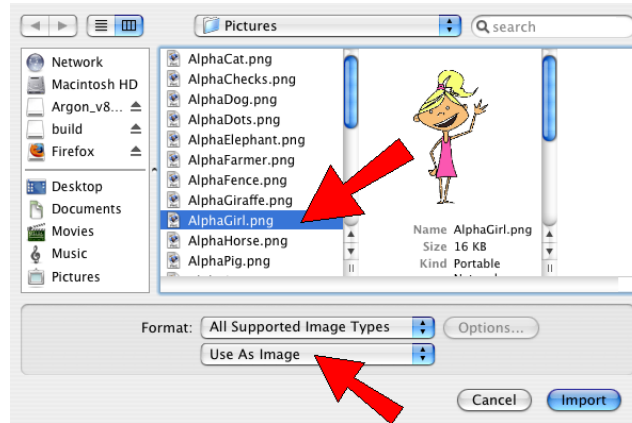 Pictures
search
Network
Macintosh HD
Argon_v8...
build
Firefox
Desktop
Documents
Movies
Music
Pictures
AlphaCat.png
AlphaChecks.png
AlphaDog.png
AlphaDots.png
AlphaElephant.png
AlphaFarmer.png
AlphaFence.png
AlphaGiraffe.png
AlphaGirl.png
AlphaHorse.png
AlphaPig.png
Name AlphaGirl.png
Size 16 KB
Kind Portable
Format: All Supported Image Types
Options...
Use As Image
Cancel
Import